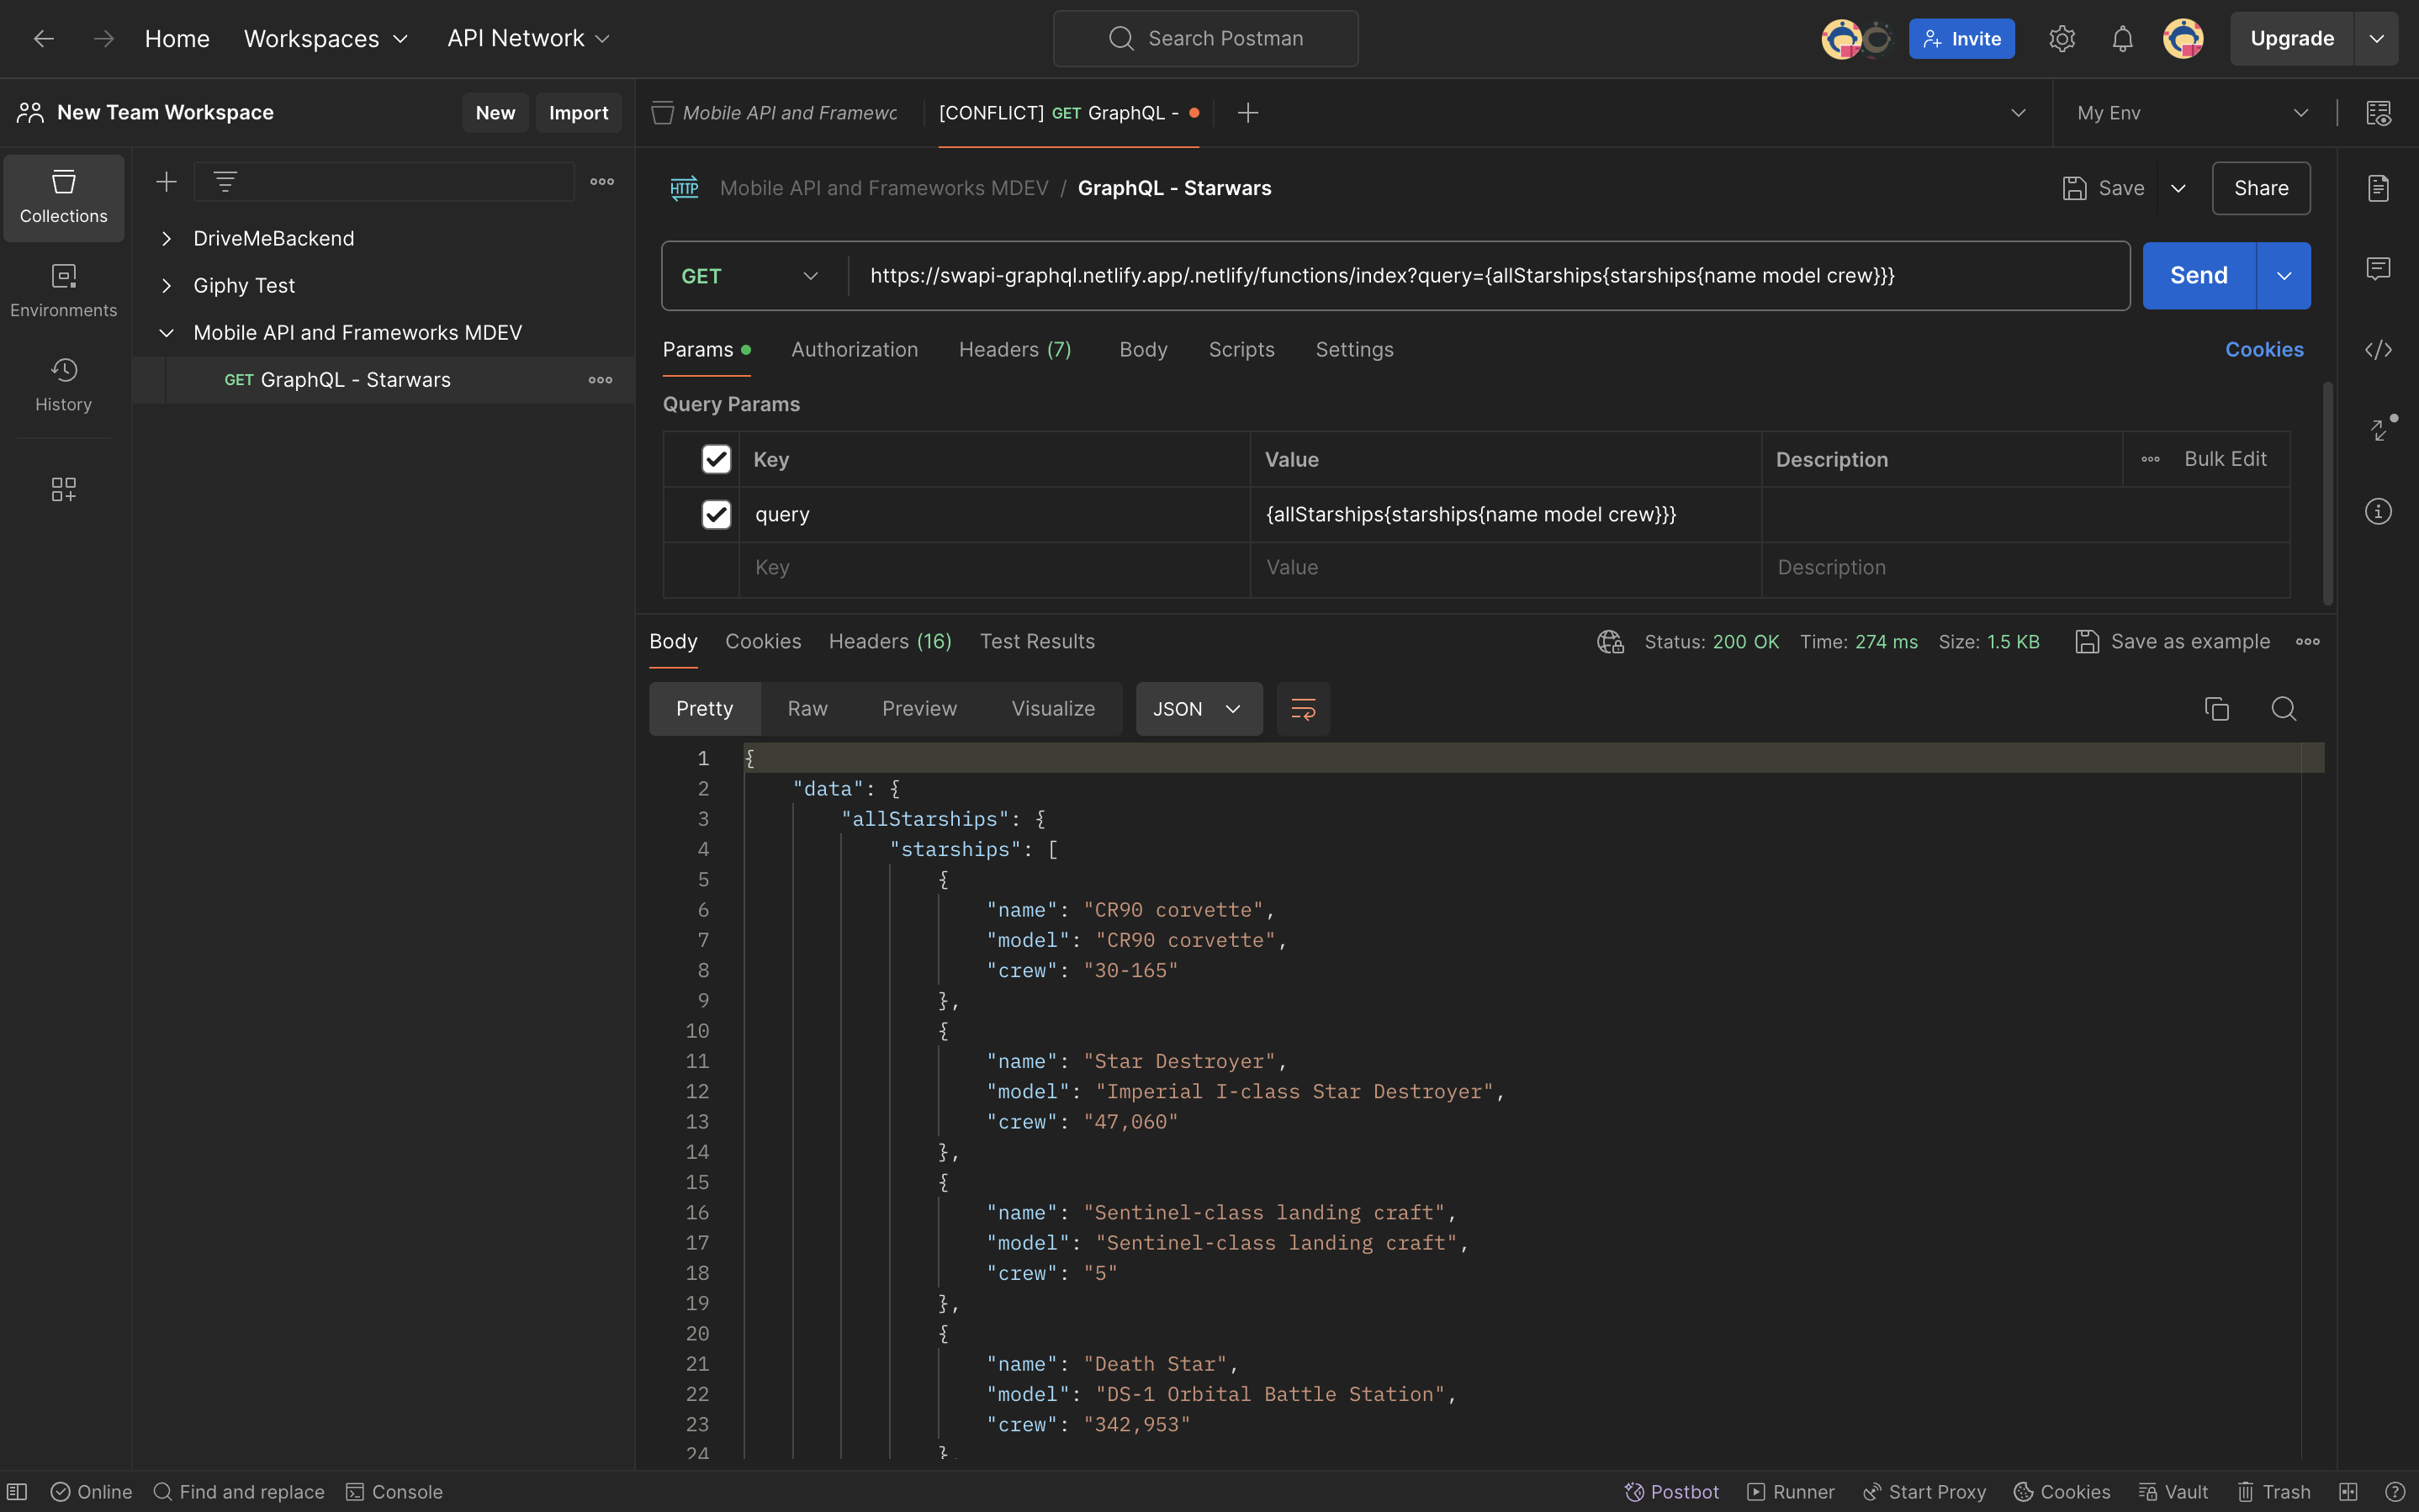 Home Workspaces API Network Search Postman Invite Upgrade
New Team Workspace New Import Mobile API and Framewc [CONFLICT] GET GraphQL - My Env
Collections
Environments
History
DriveMeBackend
Giphy Test
Mobile API and Frameworks MDEV
GET GraphQL - Starwars
HTTP Mobile API and Frameworks MDEV / GraphQL - Starwars Save Share
GET https://swapi-graphql.netlify.app/.netlify/functions/index?query={allStarships{starships{name model crew}}} Send
Params Authorization Headers (7) Body Scripts Settings Cookies
Query Params
Key Value Description Bulk Edit
query {allStarships{starships{name model crew}}}
Key Value Description
Body Cookies Headers (16) Test Results Status: 200 OK Time: 274 ms Size: 1.5 KB Save as example
Pretty Raw Preview Visualize JSON
1 {
2 "data": {
3 "allStarships": {
4 "starships": [
5 {
6 "name": "CR90 corvette",
7 "model": "CR90 corvette",
8 "crew": "30-165"
9 },
10 {
11 "name": "Star Destroyer",
12 "model": "Imperial I-class Star Destroyer",
13 "crew": "47,060"
14 },
15 {
16 "name": "Sentinel-class landing craft",
17 "model": "Sentinel-class landing craft",
18 "crew": "5"
19 },
20 {
21 "name": "Death Star",
22 "model": "DS-1 Orbital Battle Station",
23 "crew": "342,953"
24 },
Online Find and replace Console Postbot Runner Start Proxy Cookies Vault Trash